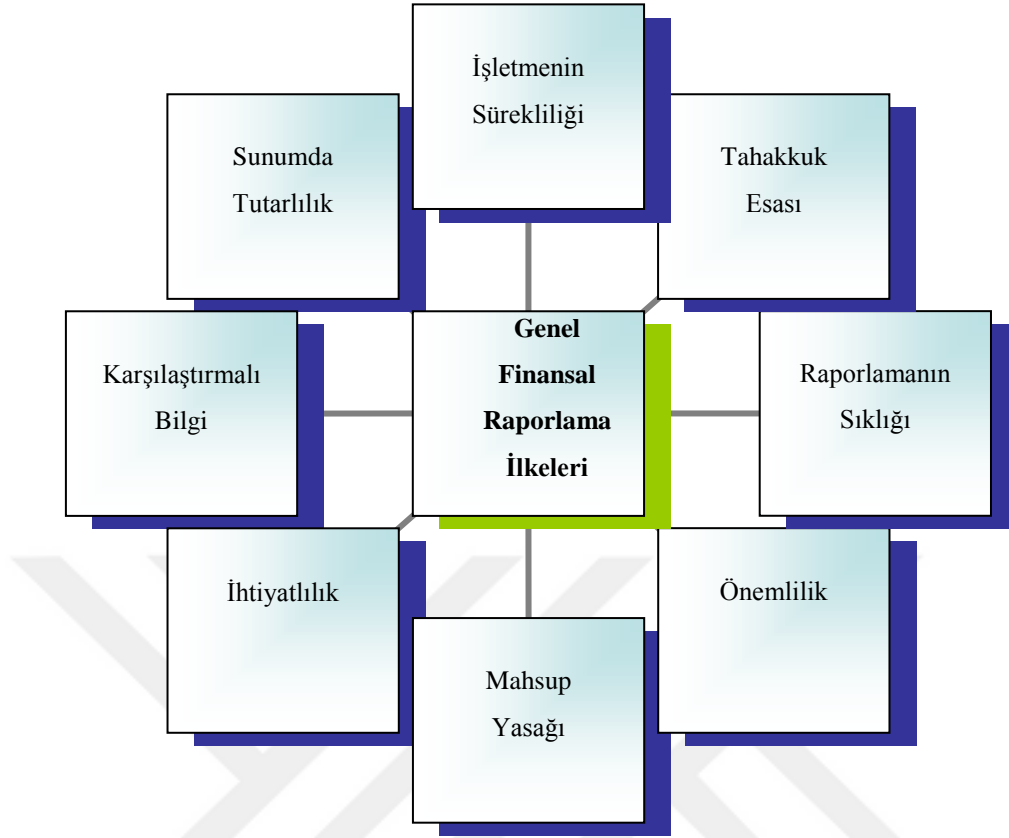 İşletmenin
Sürekliliği
Sunumda
Tutarlılık
Tahakkuk
Esası
Karşılaştırmalı
Bilgi
Genel
Finansal
Raporlama
İlkeleri
Raporlamanın
Sıklığı
İhtiyatlılık
Önemlilik
Mahsup
Yasağı